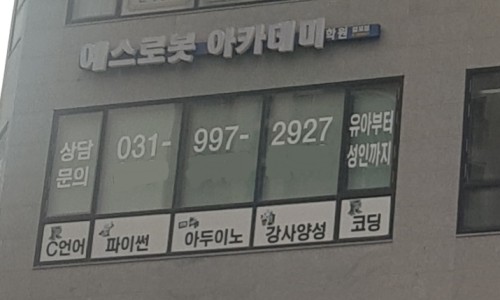 에스로봇 아카데미 학원
상담 031- 997- 2927 유아부터
문의 성인까지
C언어 파이썬 아두이노 강사양성 코딩